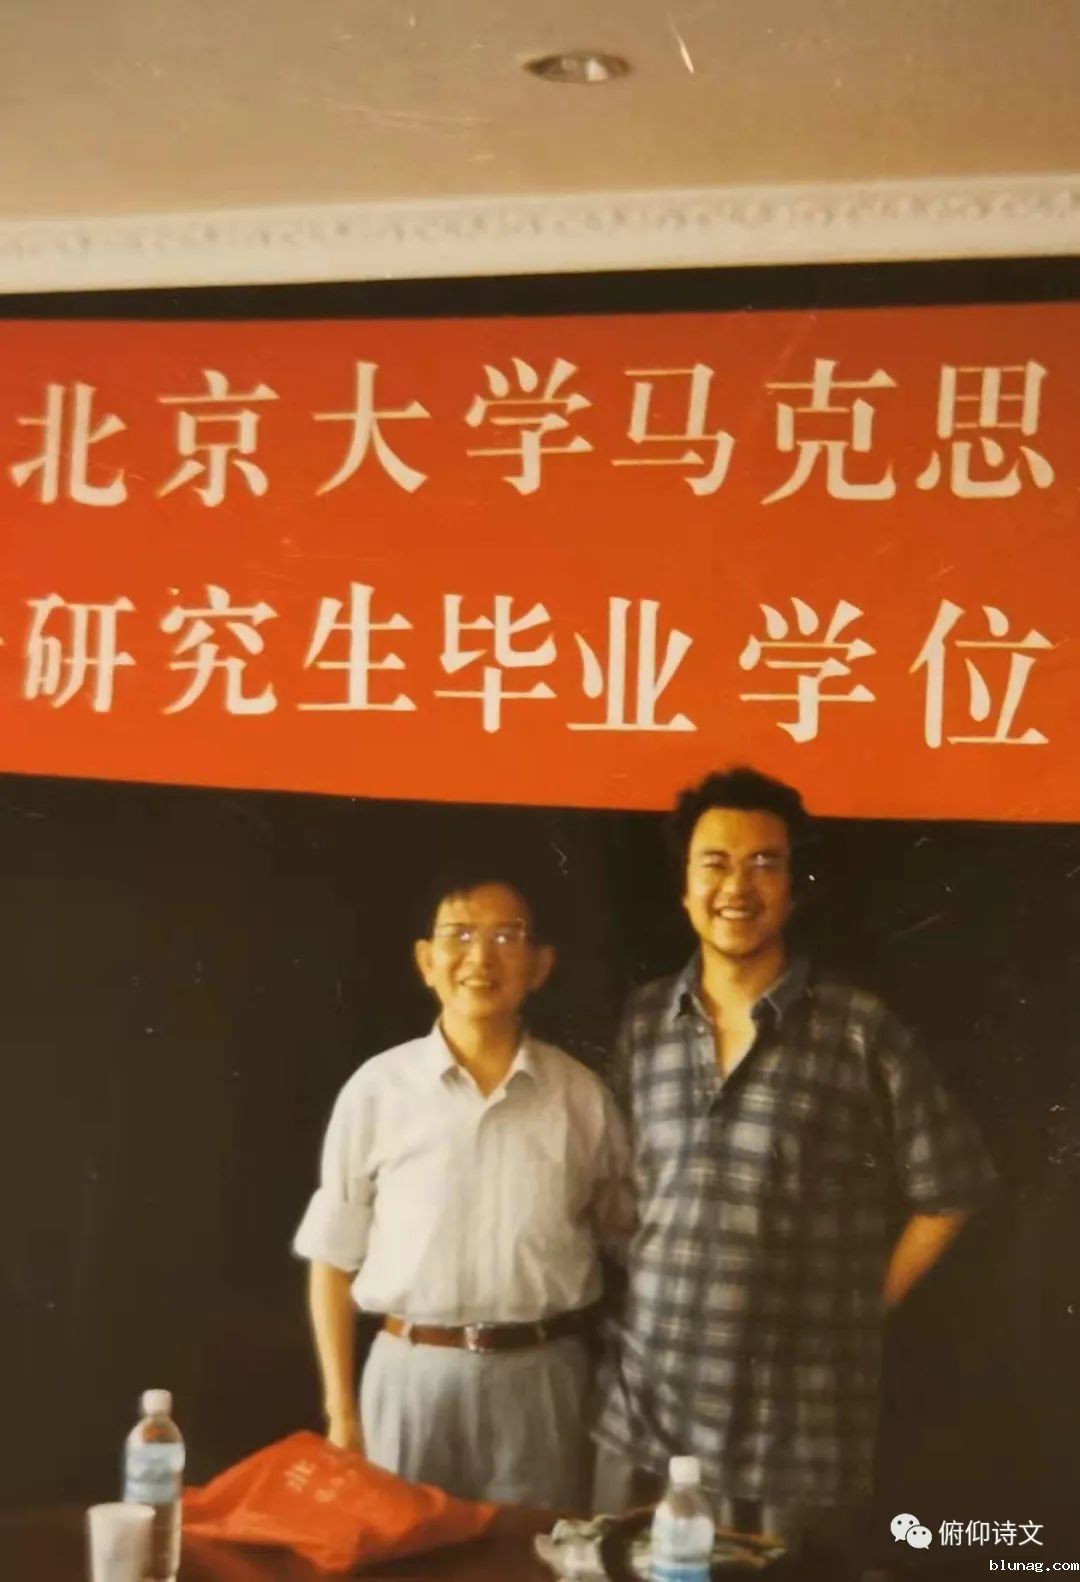 北京大学马克思
研究生毕业学位
北
俯仰诗文
blunag.com